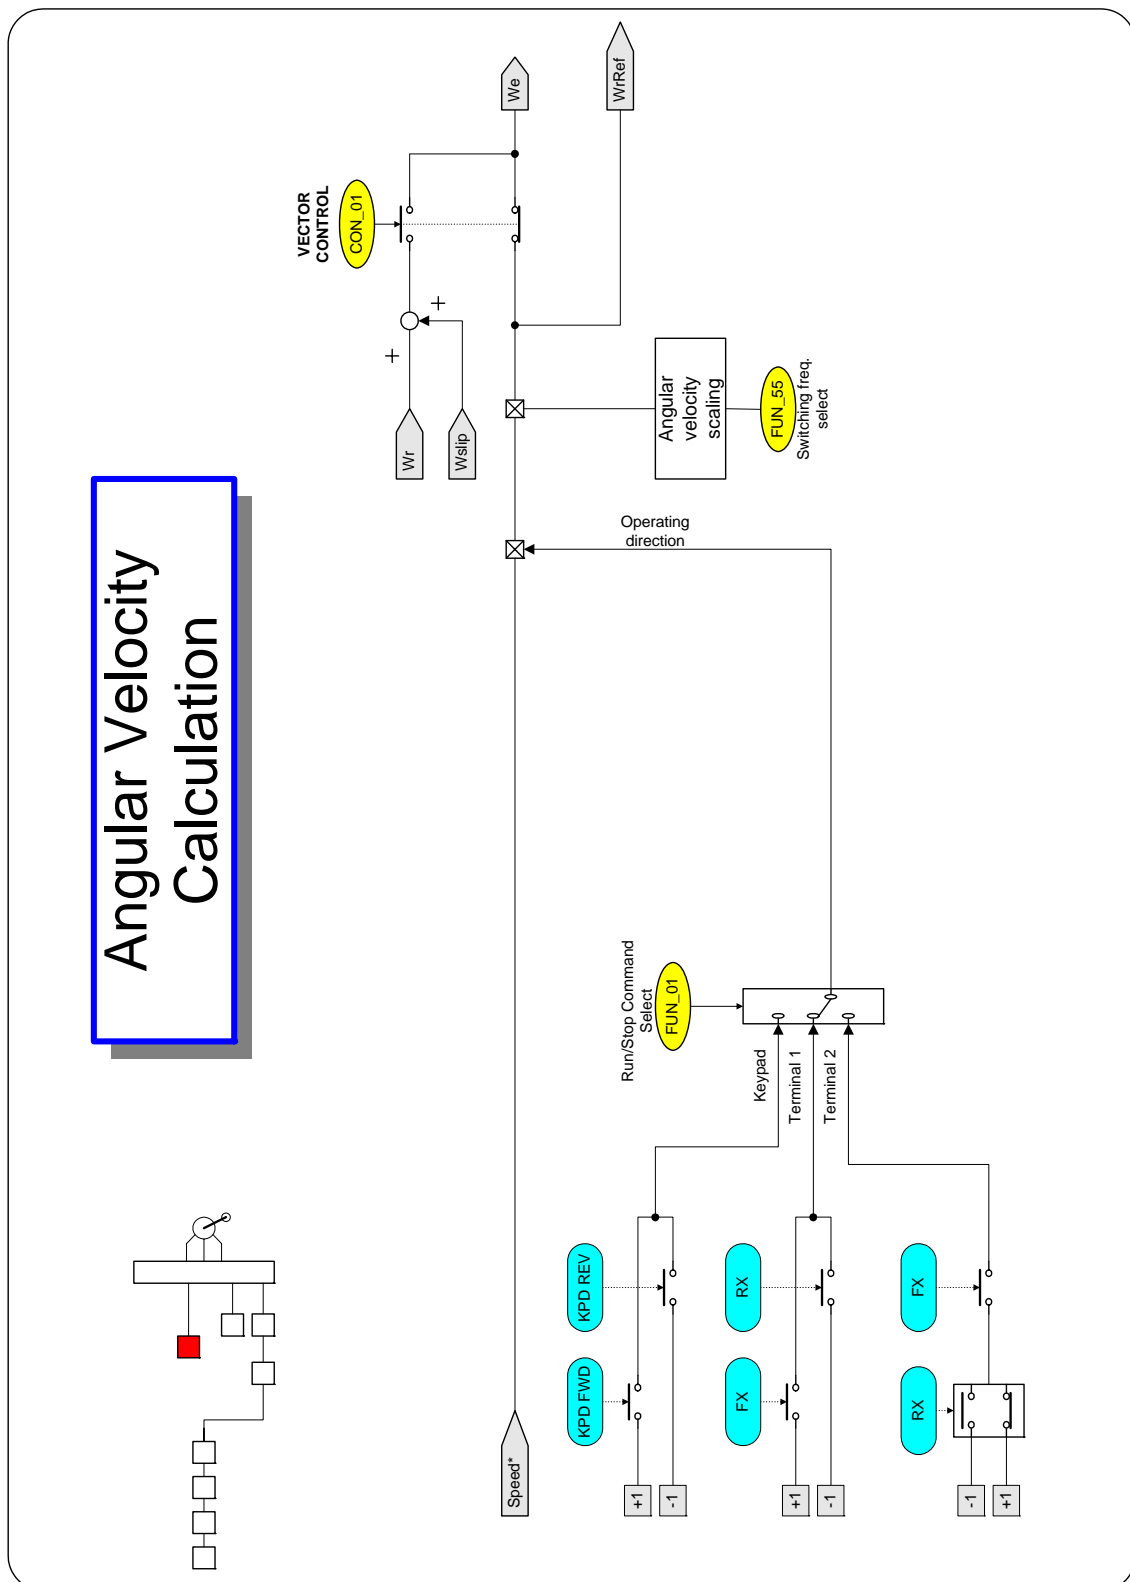 Angular Velocity
Calculation
VECTOR
CONTROL
CON_01
+
+
Wr
Wslip
We
WrRef
Angular
velocity
scaling
FUN_55
Switching freq.
select
Operating
direction
Speed*
Run/Stop Command
Select
FUN_01
Keypad
Terminal 1
Terminal 2
KPD FWD
KPD REV
+1
-1
FX
RX
+1
-1
RX
FX
-1
+1